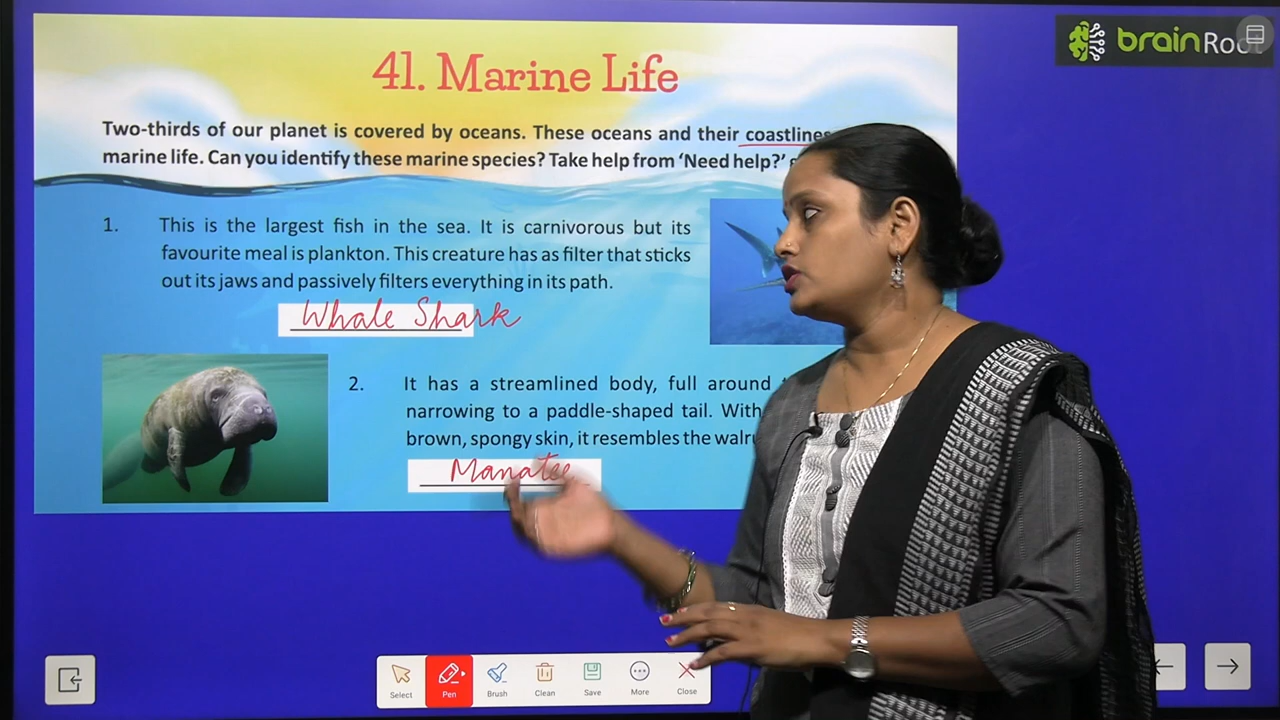 brainRoot
41. Marine Life
Two-thirds of our planet is covered by oceans. These oceans and their coastlines
marine life. Can you identify these marine species? Take help from ‘Need help?’
1. This is the largest fish in the sea. It is carnivorous but its
favourite meal is plankton. This creature has as filter that sticks
out its jaws and passively filters everything in its path.
Whale Shark
2. It has a streamlined body, full around
narrowing to a paddle-shaped tail. With
brown, spongy skin, it resembles the
Manatee
Select
Pen
Brush
Clean
Save
More
Close